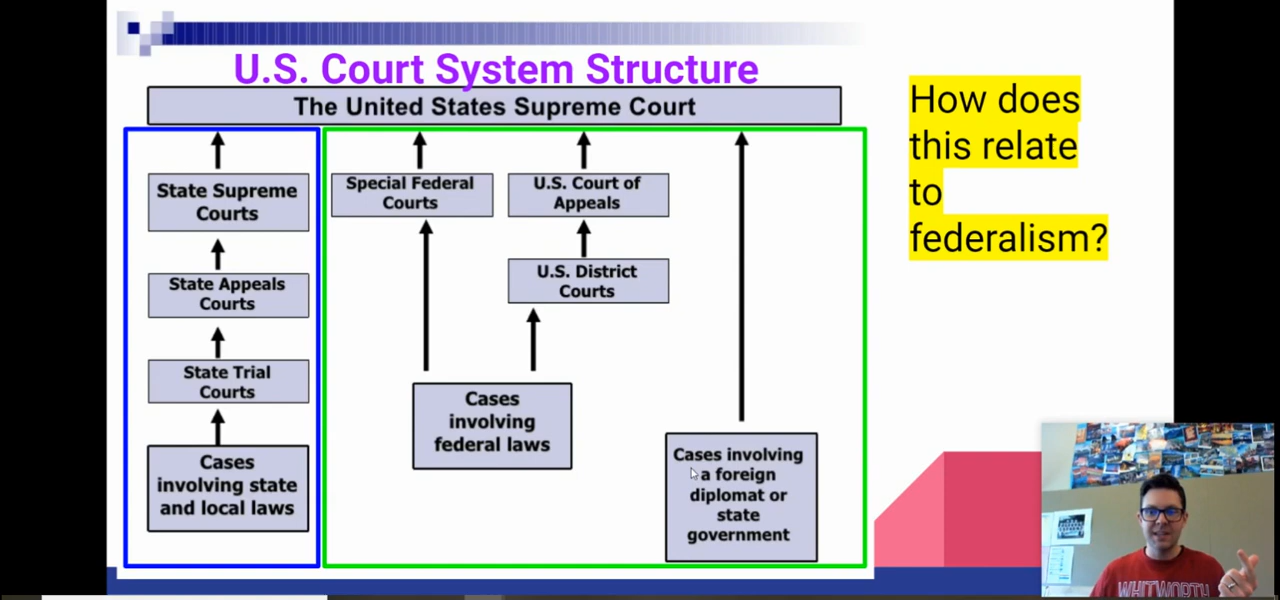 U.S. Court System Structure
The United States Supreme Court
State Supreme
Courts
State Appeals
Courts
State Trial
Courts
Cases
involving state
and local laws
Special Federal
Courts
U.S. Court of
Appeals
U.S. District
Courts
Cases
involving
federal laws
Cases involving
a foreign
diplomat or
state
government
How does
this relate
to
federalism?
WHITWORTH